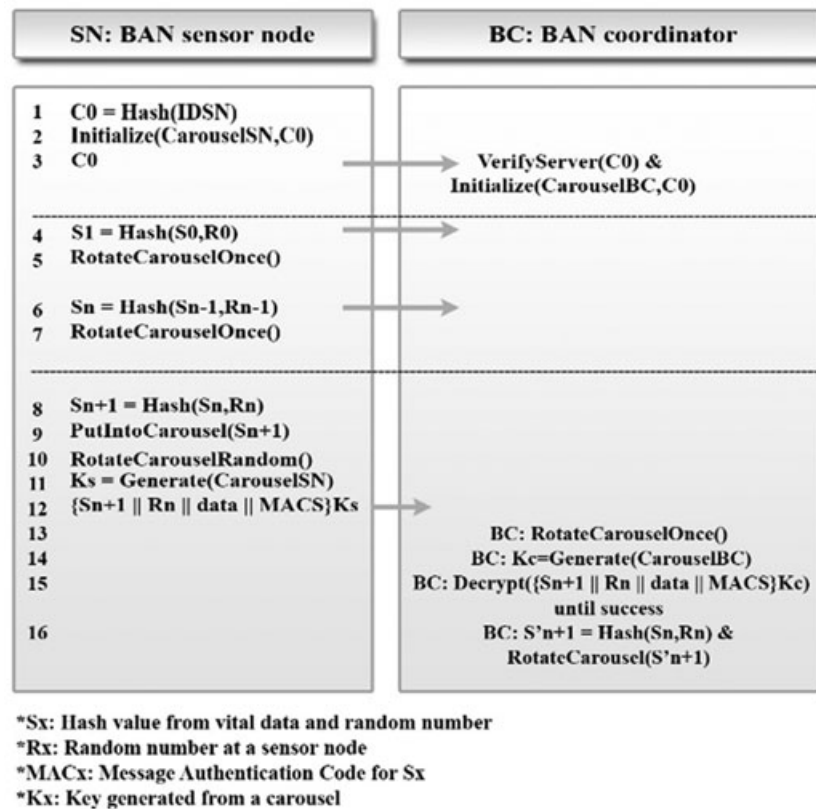 SN: BAN sensor node
BC: BAN coordinator
1 C0 = Hash(IDSN)
2 Initialize(CarouselSN,C0)
3 C0
VerifyServer(C0) &
Initialize(CarouselBC,C0)
4 S1 = Hash(S0,R0)
5 RotateCarouselOnce()
6 Sn = Hash(Sn-1,Rn-1)
7 RotateCarouselOnce()
8 Sn+1 = Hash(Sn,Rn)
9 PutIntoCarousel(Sn+1)
10 RotateCarouselRandom()
11 Ks = Generate(CarouselSN)
12 {Sn+1 || Rn || data || MACS}Ks
13 BC: RotateCarouselOnce()
14 BC: Kc=Generate(CarouselBC)
15 BC: Decrypt({Sn+1 || Rn || data || MACS}Kc)
until success
16 BC: S'n+1 = Hash(Sn,Rn) &
RotateCarousel(S'n+1)
*Sx: Hash value from vital data and random number
*Rx: Random number at a sensor node
*MACx: Message Authentication Code for Sx
*Kx: Key generated from a carousel